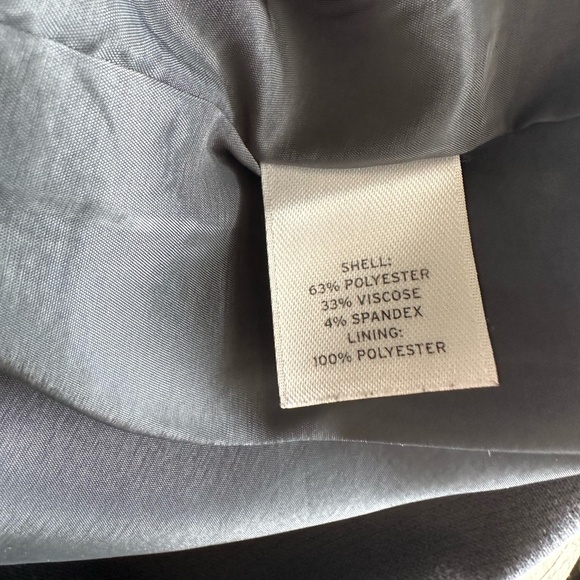 SHELL:
63% POLYESTER
33% VISCOSE
4% SPANDEX
LINING:
100% POLYESTER